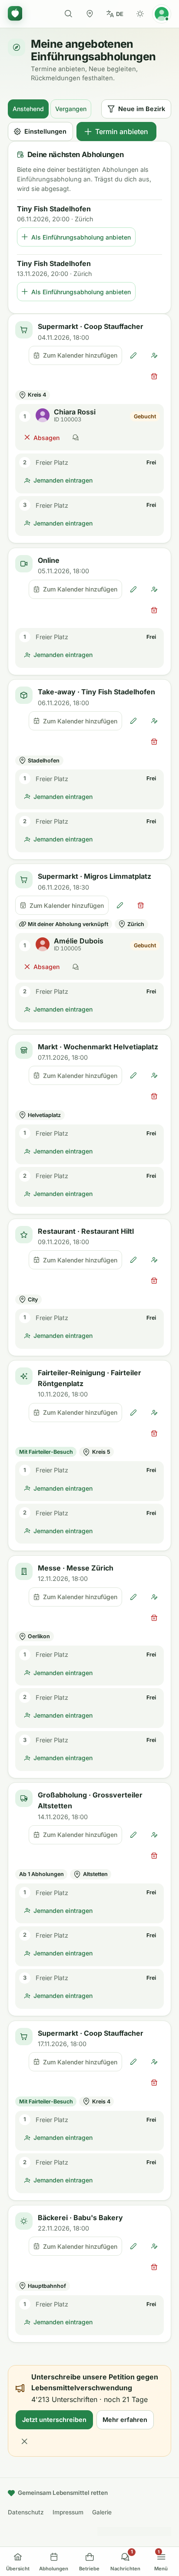 DE
Meine angebotenen
Einführungsabholungen
Termine anbieten, Neue begleiten,
Rückmeldungen festhalten.
Anstehend
Vergangen
Neue im Bezirk
Einstellungen
Termin anbieten
Deine nächsten Abholungen
Biete eine deiner bestätigten Abholungen als
Einführungsabholung an. Trägst du dich aus,
wird sie abgesagt.
Tiny Fish Stadelhofen
06.11.2026, 20:00 · Zürich
Als Einführungsabholung anbieten
Tiny Fish Stadelhofen
13.11.2026, 20:00 · Zürich
Als Einführungsabholung anbieten
Supermarkt · Coop Stauffacher
04.11.2026, 18:00
Zum Kalender hinzufügen
Kreis 4
1
Chiara Rossi
ID 100003
Gebucht
Absagen
2
Freier Platz
Frei
Jemanden eintragen
3
Freier Platz
Frei
Jemanden eintragen
Online
05.11.2026, 18:00
Zum Kalender hinzufügen
1
Freier Platz
Frei
Jemanden eintragen
Take-away · Tiny Fish Stadelhofen
06.11.2026, 18:00
Zum Kalender hinzufügen
Stadelhofen
1
Freier Platz
Frei
Jemanden eintragen
2
Freier Platz
Frei
Jemanden eintragen
Supermarkt · Migros Limmatplatz
06.11.2026, 18:30
Zum Kalender hinzufügen
Mit deiner Abholung verknüpft
Zürich
1
Amélie Dubois
ID 100005
Gebucht
Absagen
2
Freier Platz
Frei
Jemanden eintragen
Markt · Wochenmarkt Helvetiaplatz
07.11.2026, 18:00
Zum Kalender hinzufügen
Helvetiaplatz
1
Freier Platz
Frei
Jemanden eintragen
2
Freier Platz
Frei
Jemanden eintragen
Restaurant · Restaurant Hiltl
09.11.2026, 18:00
Zum Kalender hinzufügen
City
1
Freier Platz
Frei
Jemanden eintragen
Fairteiler-Reinigung · Fairteiler
Röntgenplatz
10.11.2026, 18:00
Zum Kalender hinzufügen
Mit Fairteiler-Besuch
Kreis 5
1
Freier Platz
Frei
Jemanden eintragen
2
Freier Platz
Frei
Jemanden eintragen
Messe · Messe Zürich
12.11.2026, 18:00
Zum Kalender hinzufügen
Oerlikon
1
Freier Platz
Frei
Jemanden eintragen
2
Freier Platz
Frei
Jemanden eintragen
3
Freier Platz
Frei
Jemanden eintragen
Großabholung · Grossverteiler
Altstetten
14.11.2026, 18:00
Zum Kalender hinzufügen
Ab 1 Abholungen
Altstetten
1
Freier Platz
Frei
Jemanden eintragen
2
Freier Platz
Frei
Jemanden eintragen
3
Freier Platz
Frei
Jemanden eintragen
Supermarkt · Coop Stauffacher
17.11.2026, 18:00
Zum Kalender hinzufügen
Mit Fairteiler-Besuch
Kreis 4
1
Freier Platz
Frei
Jemanden eintragen
2
Freier Platz
Frei
Jemanden eintragen
Bäckerei · Babu's Bakery
22.11.2026, 18:00
Zum Kalender hinzufügen
Hauptbahnhof
1
Freier Platz
Frei
Jemanden eintragen
Unterschreibe unsere Petition gegen
Lebensmittelverschwendung
4'213 Unterschriften · noch 21 Tage
Jetzt unterschreiben
Mehr erfahren
Gemeinsam Lebensmittel retten
Datenschutz
Impressum
Galerie
Übersicht
Abholungen
Betriebe
1
Nachrichten
1
Menü